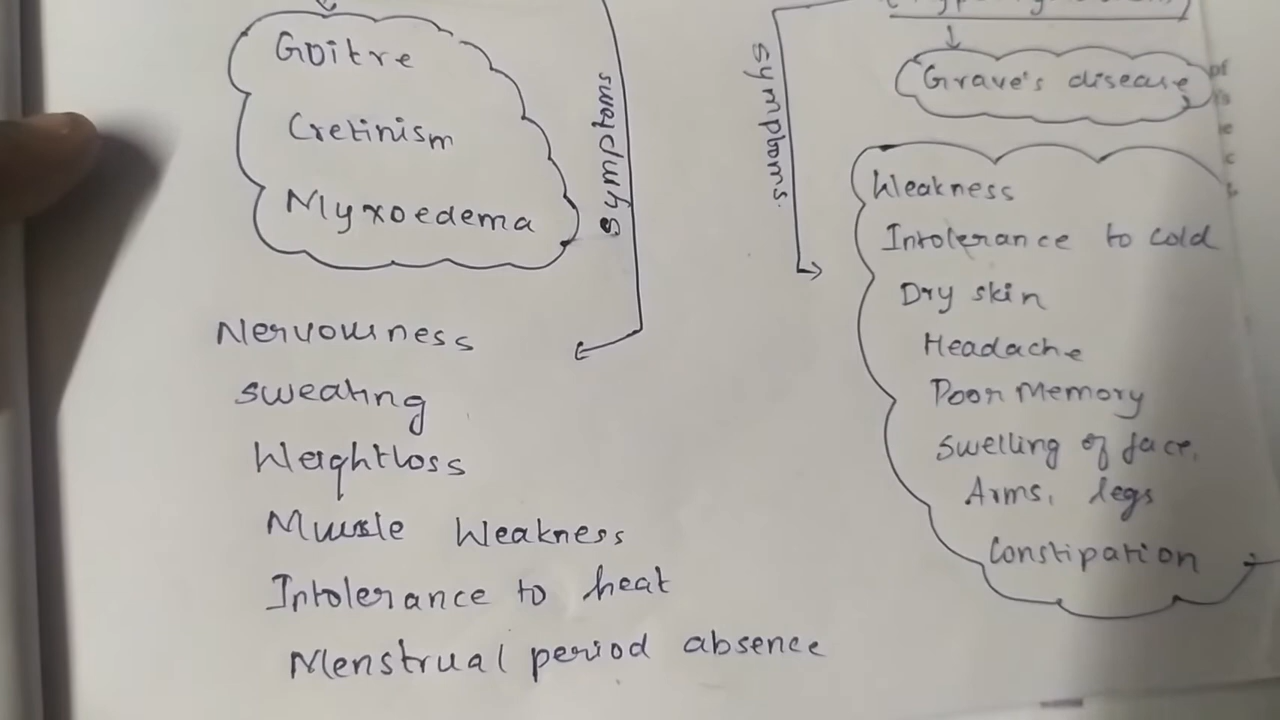 Goitre
Cretinism
Myxoedema
symptoms
Nervousness
sweating
Weightloss
Muscle Weakness
Intolerance to heat
Menstrual period absence
Grave's disease
symptoms.
Weakness
Intolerance to cold
Dry skin
Headache
Poor Memory
Swelling of face,
Arms, legs
Constipation